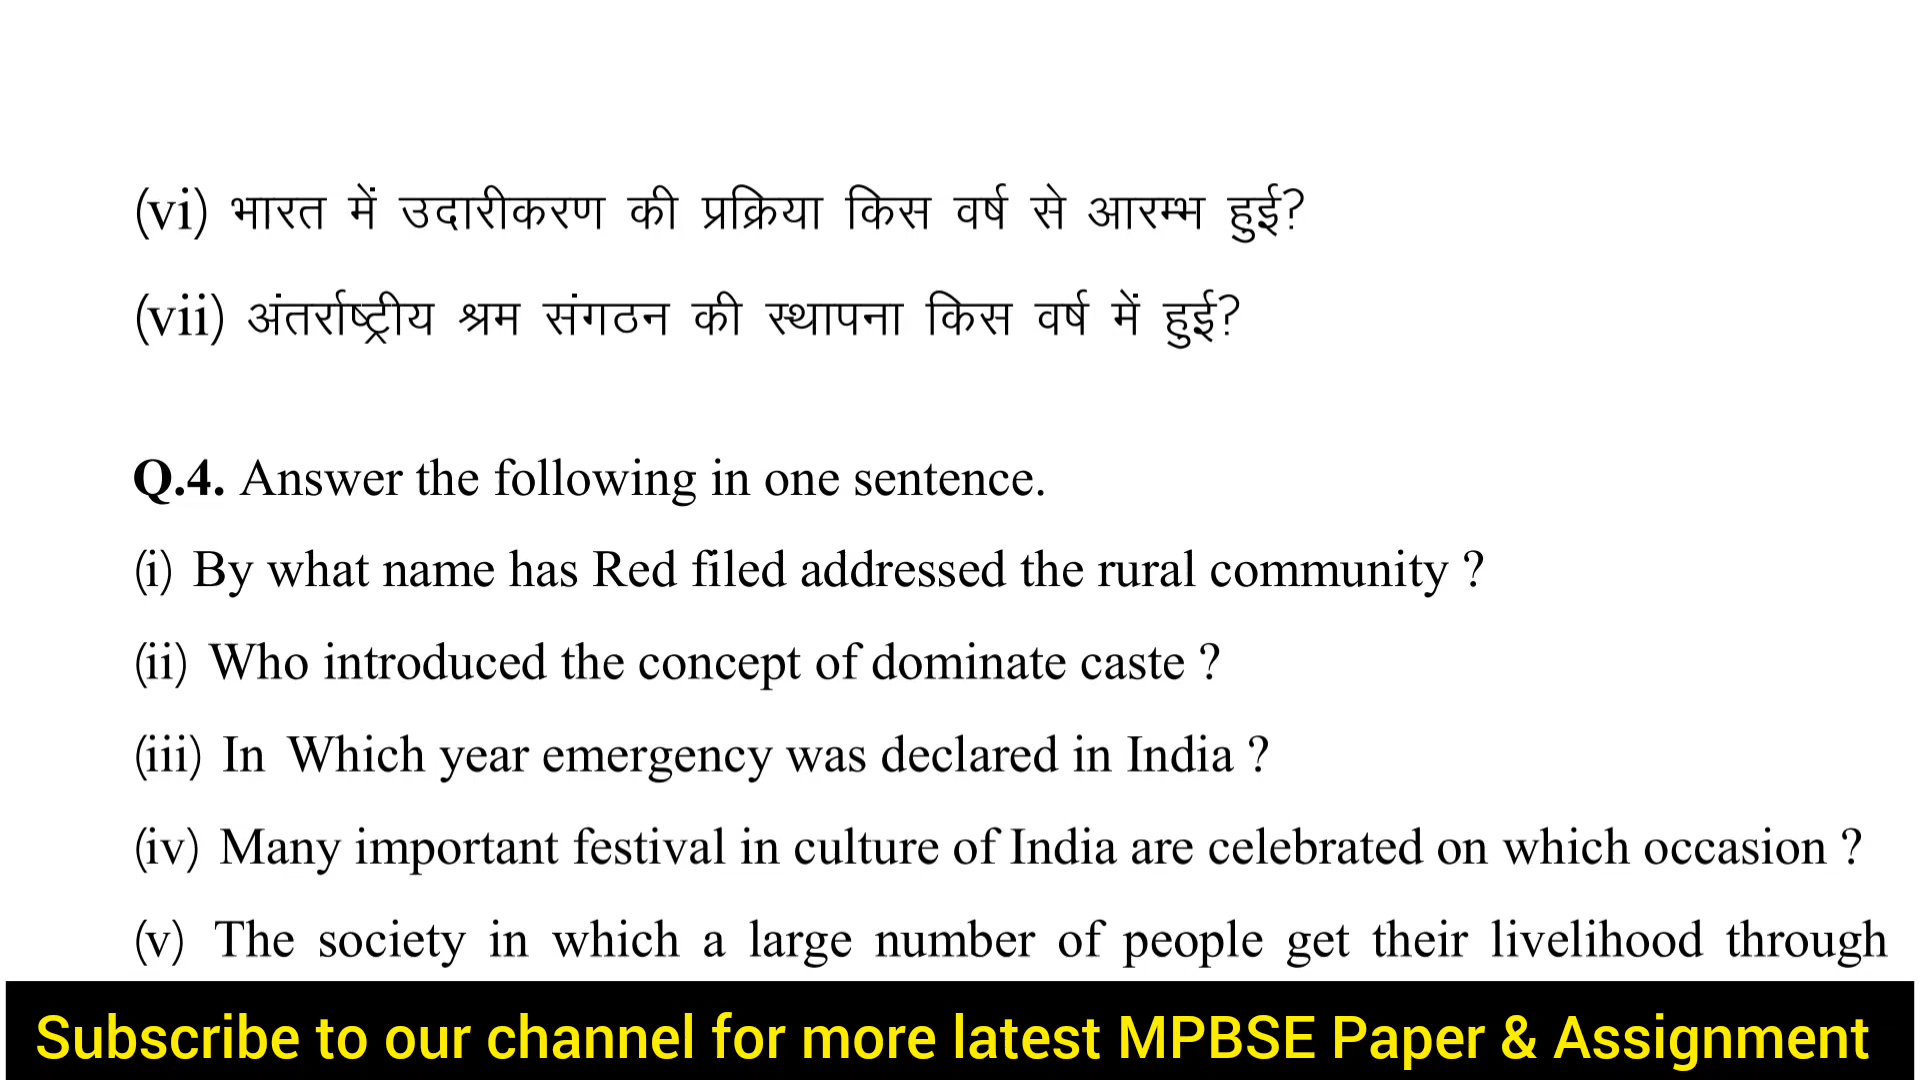 (vi) भारत में उदारीकरण की प्रक्रिया किस वर्ष से आरम्भ हुई?
(vii) अंतर्राष्ट्रीय श्रम संगठन की स्थापना किस वर्ष में हुई?
Q.4. Answer the following in one sentence.
(i) By what name has Red filed addressed the rural community ?
(ii) Who introduced the concept of dominate caste ?
(iii) In Which year emergency was declared in India ?
(iv) Many important festival in culture of India are celebrated on which occasion ?
(v) The society in which a large number of people get their livelihood through
Subscribe to our channel for more latest MPBSE Paper & Assignment